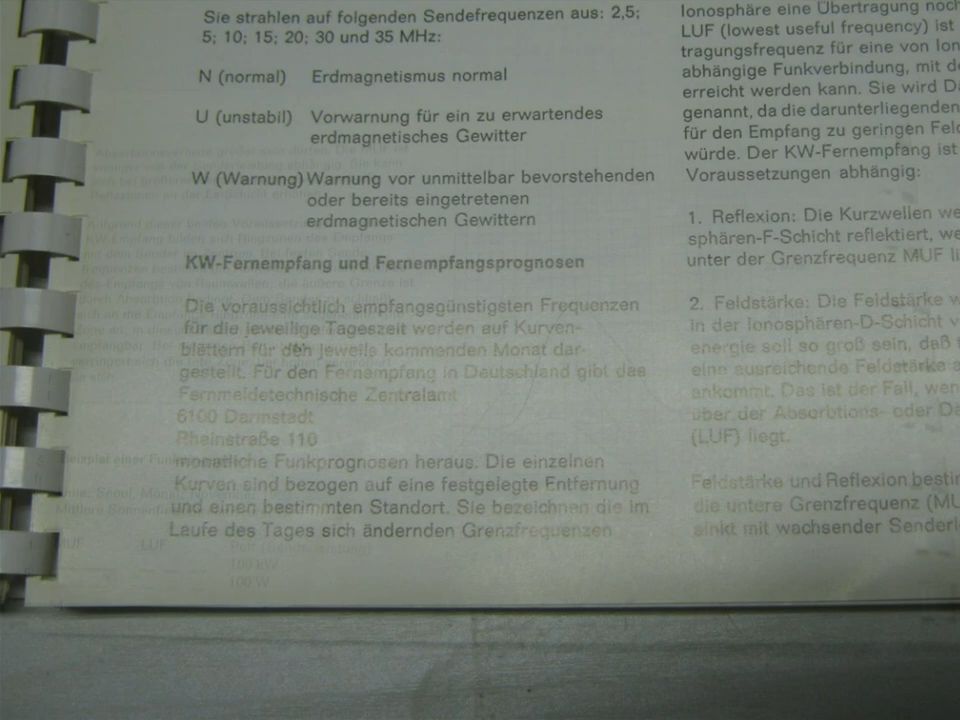 Sie strahlen auf folgenden Sendefrequenzen aus: 2,5;
5; 10; 15; 20; 30 und 35 MHz:
N (normal) Erdmagnetismus normal
U (unstabil) Vorwarnung für ein zu erwartendes
erdmagnetisches Gewitter
W (Warnung) Warnung vor unmittelbar bevorstehenden
oder bereits eingetretenen
erdmagnetischen Gewittern
KW-Fernempfang und Fernempfangsprognosen
Die voraussichtlich empfangsgünstigsten Frequenzen
für die jeweilige Tageszeit werden auf Kurven-
blättern für den jeweils kommenden Monat dar-
gestellt. Für den Fernempfang in Deutschland gibt das
Fernmeldetechnische Zentralamt
6100 Darmstadt
Rheinstraße 110
monatliche Funkprognosen heraus. Die einzelnen
Kurven sind bezogen auf eine festgelegte Entfernung
und einen bestimmten Standort. Sie bezeichnen die im
Laufe des Tages sich ändernden Grenzfrequenzen
Ionosphäre eine Übertragung noch
LUF (lowest useful frequency) ist
tragungsfrequenz für eine von Ion
abhängige Funkverbindung, mit de
erreicht werden kann. Sie wird D
genannt, da die darunterliegenden
für den Empfang zu geringen Feld
würde. Der KW-Fernempfang ist
Voraussetzungen abhängig:
1. Reflexion: Die Kurzwellen we
sphären-F-Schicht reflektiert, we
unter der Grenzfrequenz MUF li
2. Feldstärke: Die Feldstärke w
in der Ionosphären-D-Schicht v
energie soll so groß sein, daß
eine ausreichende Feldstärke a
ankommt. Das ist der Fall, wen
über der Absorbtions- oder Dä
(LUF) liegt.
Feldstärke und Reflexion bestim
die untere Grenzfrequenz (MU
sinkt mit wachsender Senderle
MUF LUF
100 kW
100 W